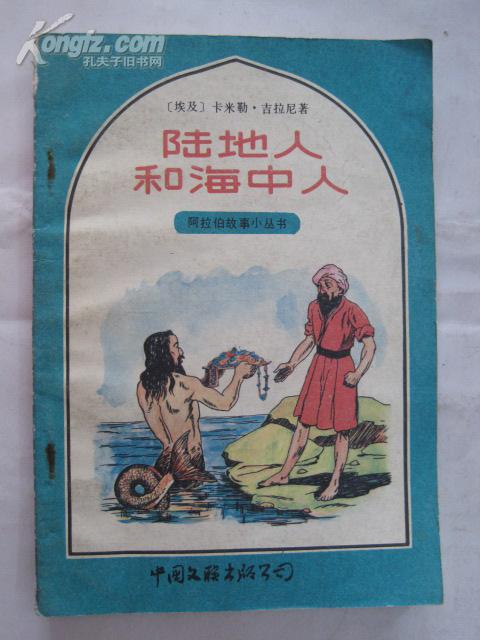 Kongfz.com
孔夫子旧书网
〔埃及〕卡米勒·吉拉尼著
陆地人
和海中人
阿拉伯故事小丛书
中国文联出版公司